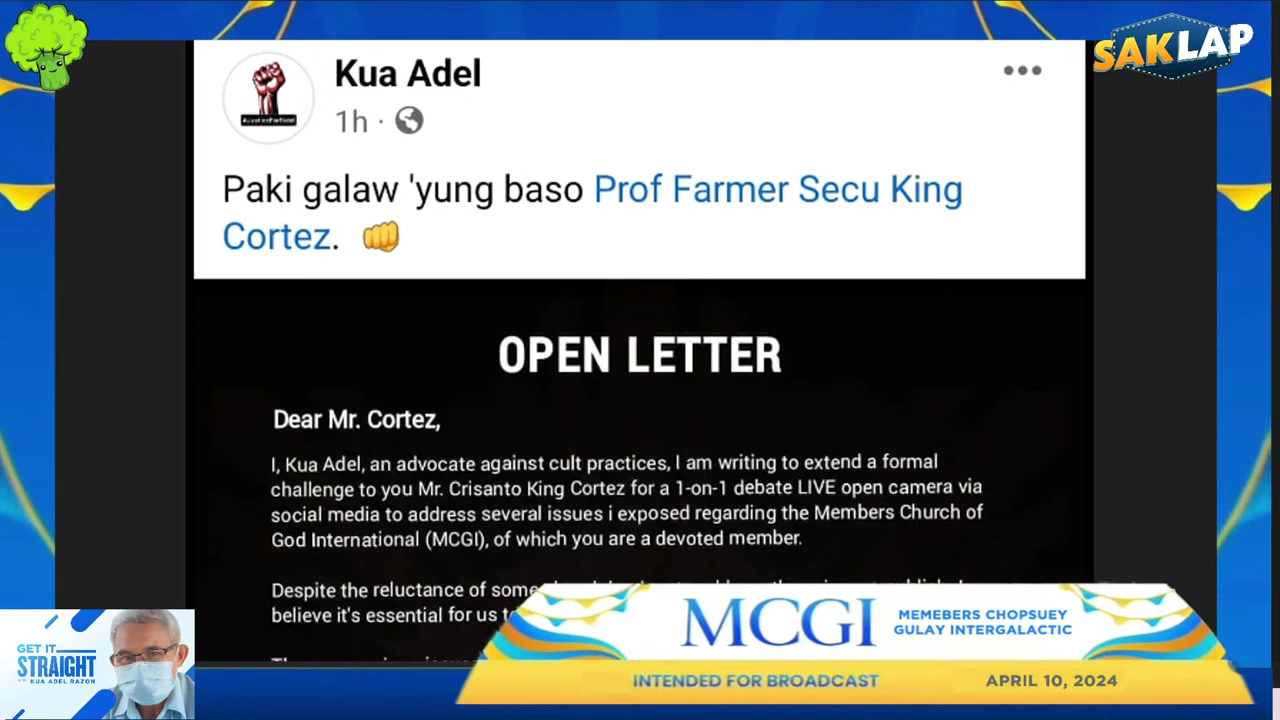 SAKLAP
Kua Adel
1h ·
Paki galaw 'yung baso Prof Farmer Secu King
Cortez.
OPEN LETTER
Dear Mr. Cortez,
I, Kua Adel, an advocate against cult practices, I am writing to extend a formal
challenge to you Mr. Crisanto King Cortez for a 1-on-1 debate LIVE open camera via
social media to address several issues i exposed regarding the Members Church of
God International (MCGI), of which you are a devoted member.
Despite the reluctance of some
believe it's essential for us
GET IT
STRAIGHT
KUA ADEL RAZON
MCGI
MEMEBERS CHOPSUEY
GULAY INTERGALACTIC
INTENDED FOR BROADCAST
APRIL 10, 2024